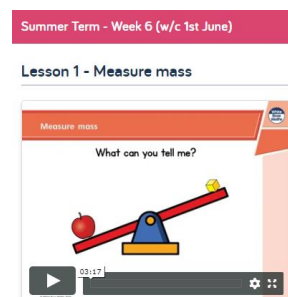 Summer Term - Week 6 (w/c 1st June)
Lesson 1 - Measure mass
Measure mass
What can you tell me?
03:17